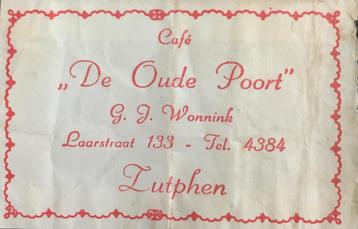 Café
„De Oude Poort"
G. J. Wonnink
Laarstraat 133 - Tel. 4384
Zutphen